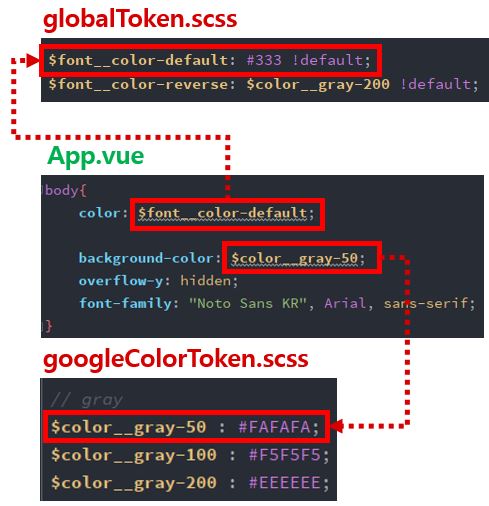 globalToken.scss
$font__color-default: #333 !default;
$font__color-reverse: $color__gray-200 !default;
App.vue
body{
color: $font__color-default;
background-color: $color__gray-50;
overflow-y: hidden;
font-family: "Noto Sans KR", Arial, sans-serif;
}
googleColorToken.scss
// gray
$color__gray-50 : #FAFAFA;
$color__gray-100 : #F5F5F5;
$color__gray-200 : #EEEEEE;